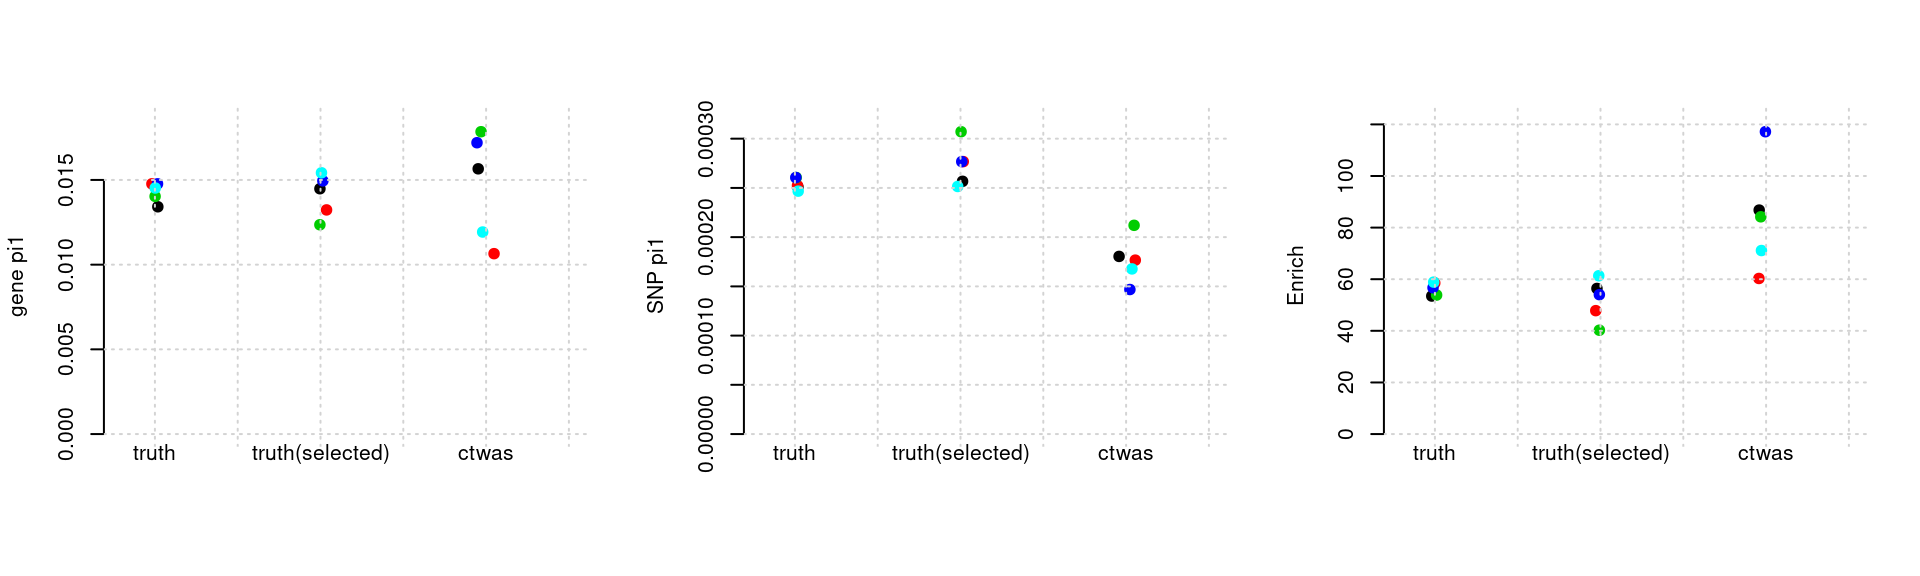 gene pi1
0.000
0.005
0.010
0.015
truth
truth(selected)
ctwas
SNP pi1
0.00000
0.00010
0.00020
0.00030
truth
truth(selected)
ctwas
Enrich
0
20
40
60
80
100
truth
truth(selected)
ctwas